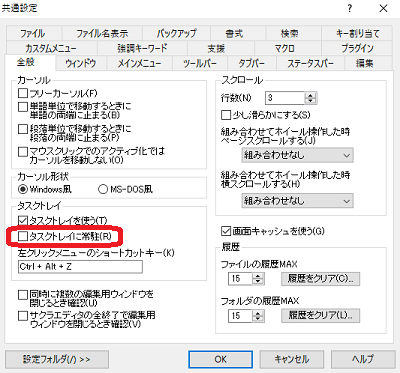 共通設定
ファイル
ファイル名表示
バックアップ
書式
検索
キー割り当て
カスタムメニュー
強調キーワード
支援
マクロ
プラグイン
全般
ウィンドウ
メインメニュー
ツールバー
タブバー
ステータスバー
編集
カーソル
フリーカーソル(F)
単語単位で移動するときに
単語の両端に止まる(B)
段落単位で移動するときに
段落の両端に止まる(P)
マウスクリックでのアクティブ化では
カーソルを移動しない(O)
カーソル形状
Windows風
MS-DOS風
タスクトレイ
タスクトレイを使う(T)
タスクトレイに常駐(R)
左クリックメニューのショートカットキー(K)
Ctrl + Alt + Z
同時に複数の編集用ウィンドウを
閉じるとき確認(U)
サクラエディタの全終了で編集用
ウィンドウを閉じるとき確認(V)
スクロール
行数(N)
3
少し滑らかにする(S)
組み合わせてホイール操作した時
ページスクロールする(J)
組み合わせなし
組み合わせてホイール操作した時
横スクロールする(H)
組み合わせなし
画面キャッシュを使う(G)
履歴
ファイルの履歴MAX
15
履歴をクリア(C)...
フォルダの履歴MAX
15
履歴をクリア(L)...
設定フォルダ(/) >>
OK
キャンセル
ヘルプ